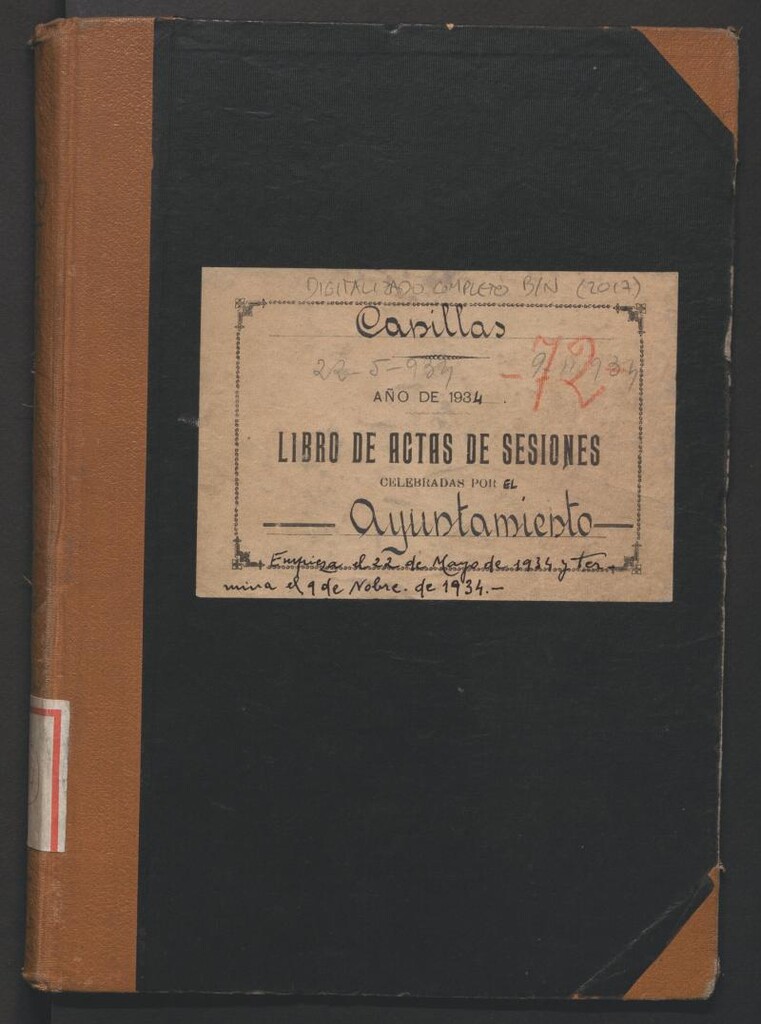 DIGITALIZADO COMPLETO B/N (2017)
Capillas
22-5-934 9-11-934
-72-
AÑO DE 1934.
LIBRO DE ACTAS DE SESIONES
CELEBRADAS POR EL
Ayuntamiento
Empieza el 22 de Mayo de 1934 y Ter-
mina el 9 de Nobre. de 1934.-